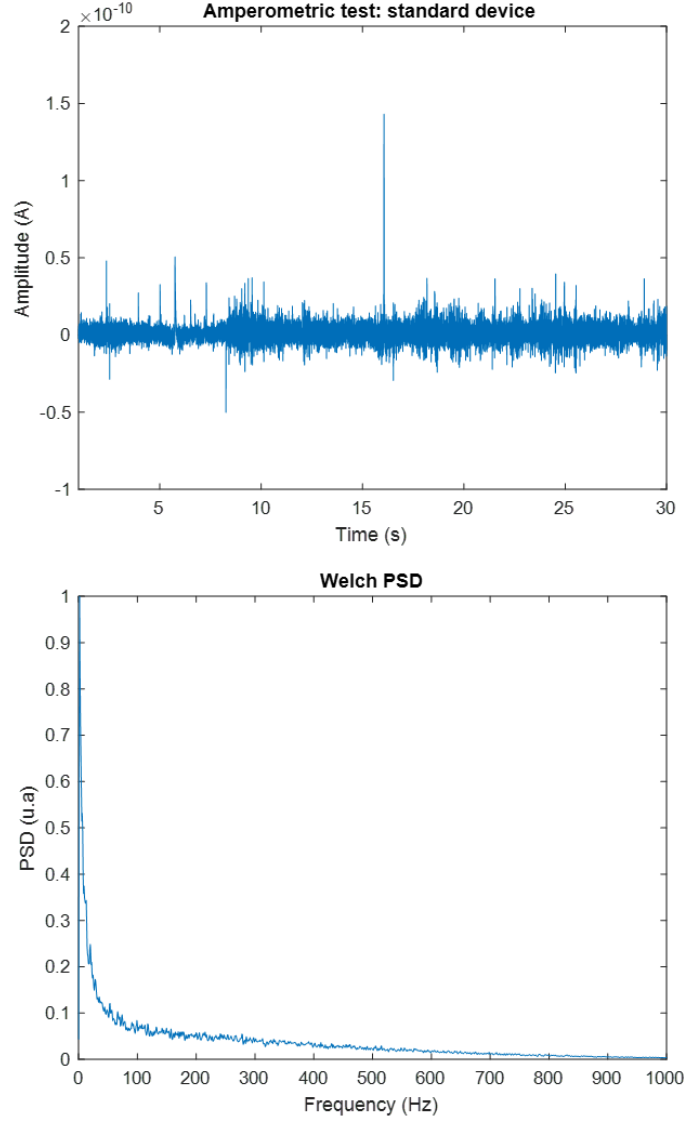 Amperometric test: standard device
×10-10
2
1.5
1
0.5
0
-0.5
-1
Amplitude (A)
5 10 15 20 25 30
Time (s)
Welch PSD
1
0.9
0.8
0.7
0.6
0.5
0.4
0.3
0.2
0.1
0
PSD (u.a)
0 100 200 300 400 500 600 700 800 900 1000
Frequency (Hz)